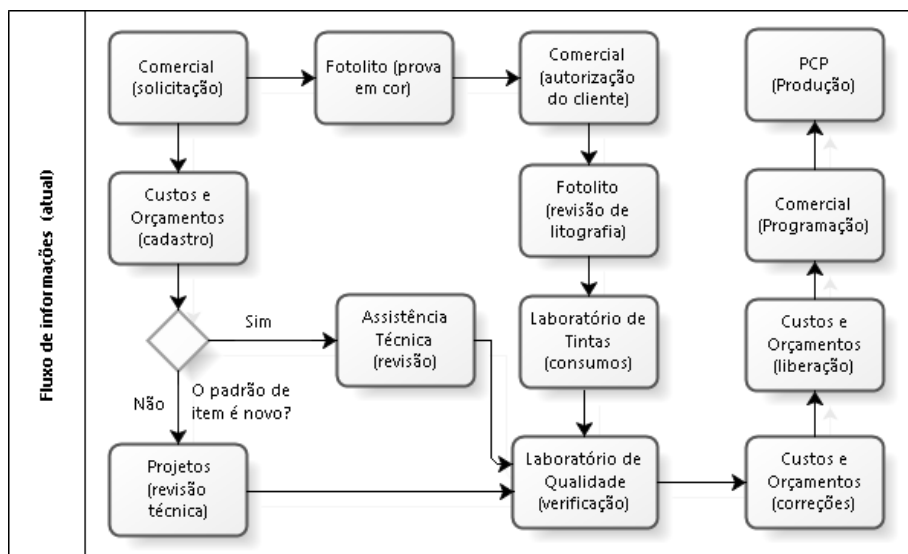 Fluxo de informações (atual)
Comercial
(solicitação)
Fotolito (prova
em cor)
Comercial
(autorização
do cliente)
PCP
(Produção)
Custos e
Orçamentos
(cadastro)
Fotolito
(revisão de
litografia)
Comercial
(Programação)
Sim
Assistência
Técnica
(revisão)
Laboratório de
Tintas
(consumos)
Custos e
Orçamentos
(liberação)
Não
O padrão de
item é novo?
Projetos
(revisão
técnica)
Laboratório de
Qualidade
(verificação)
Custos e
Orçamentos
(correções)